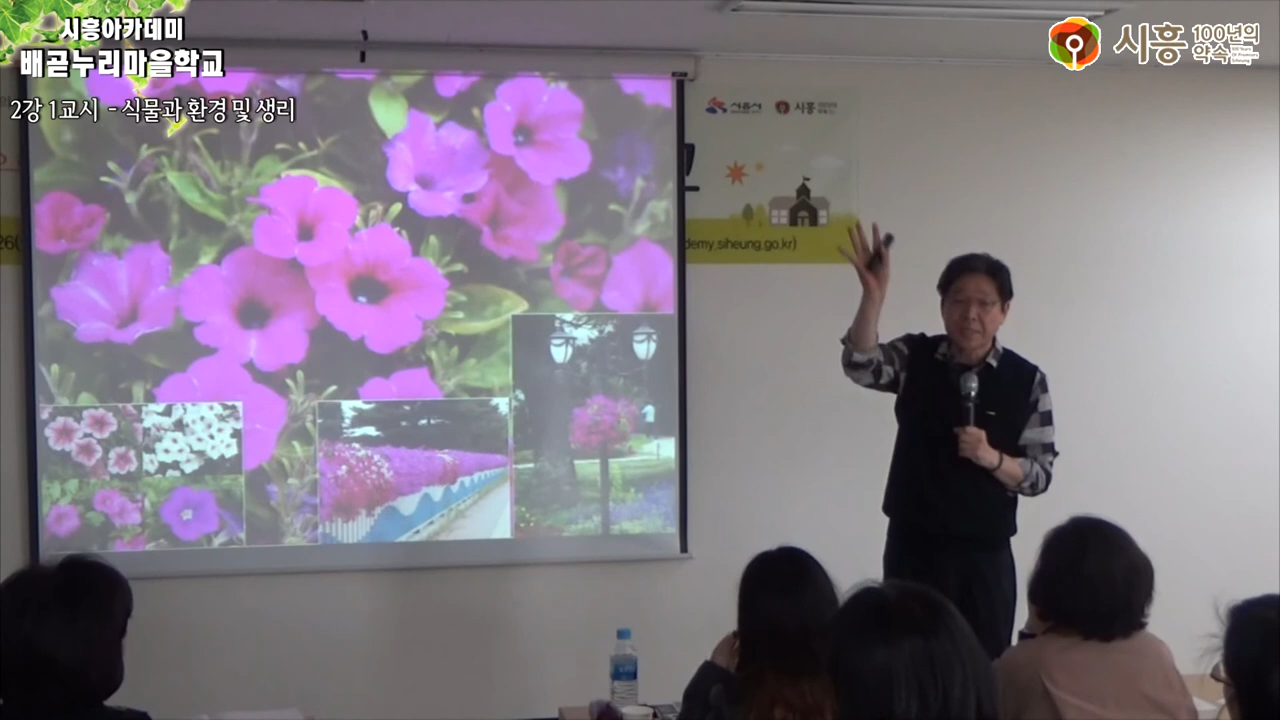 시흥아카데미
배곧누리마을학교
2강 1교시 - 식물과 환경 및 생리
시흥
100년의
약속
시흥시
시흥
demy.siheung.go.kr)
26(